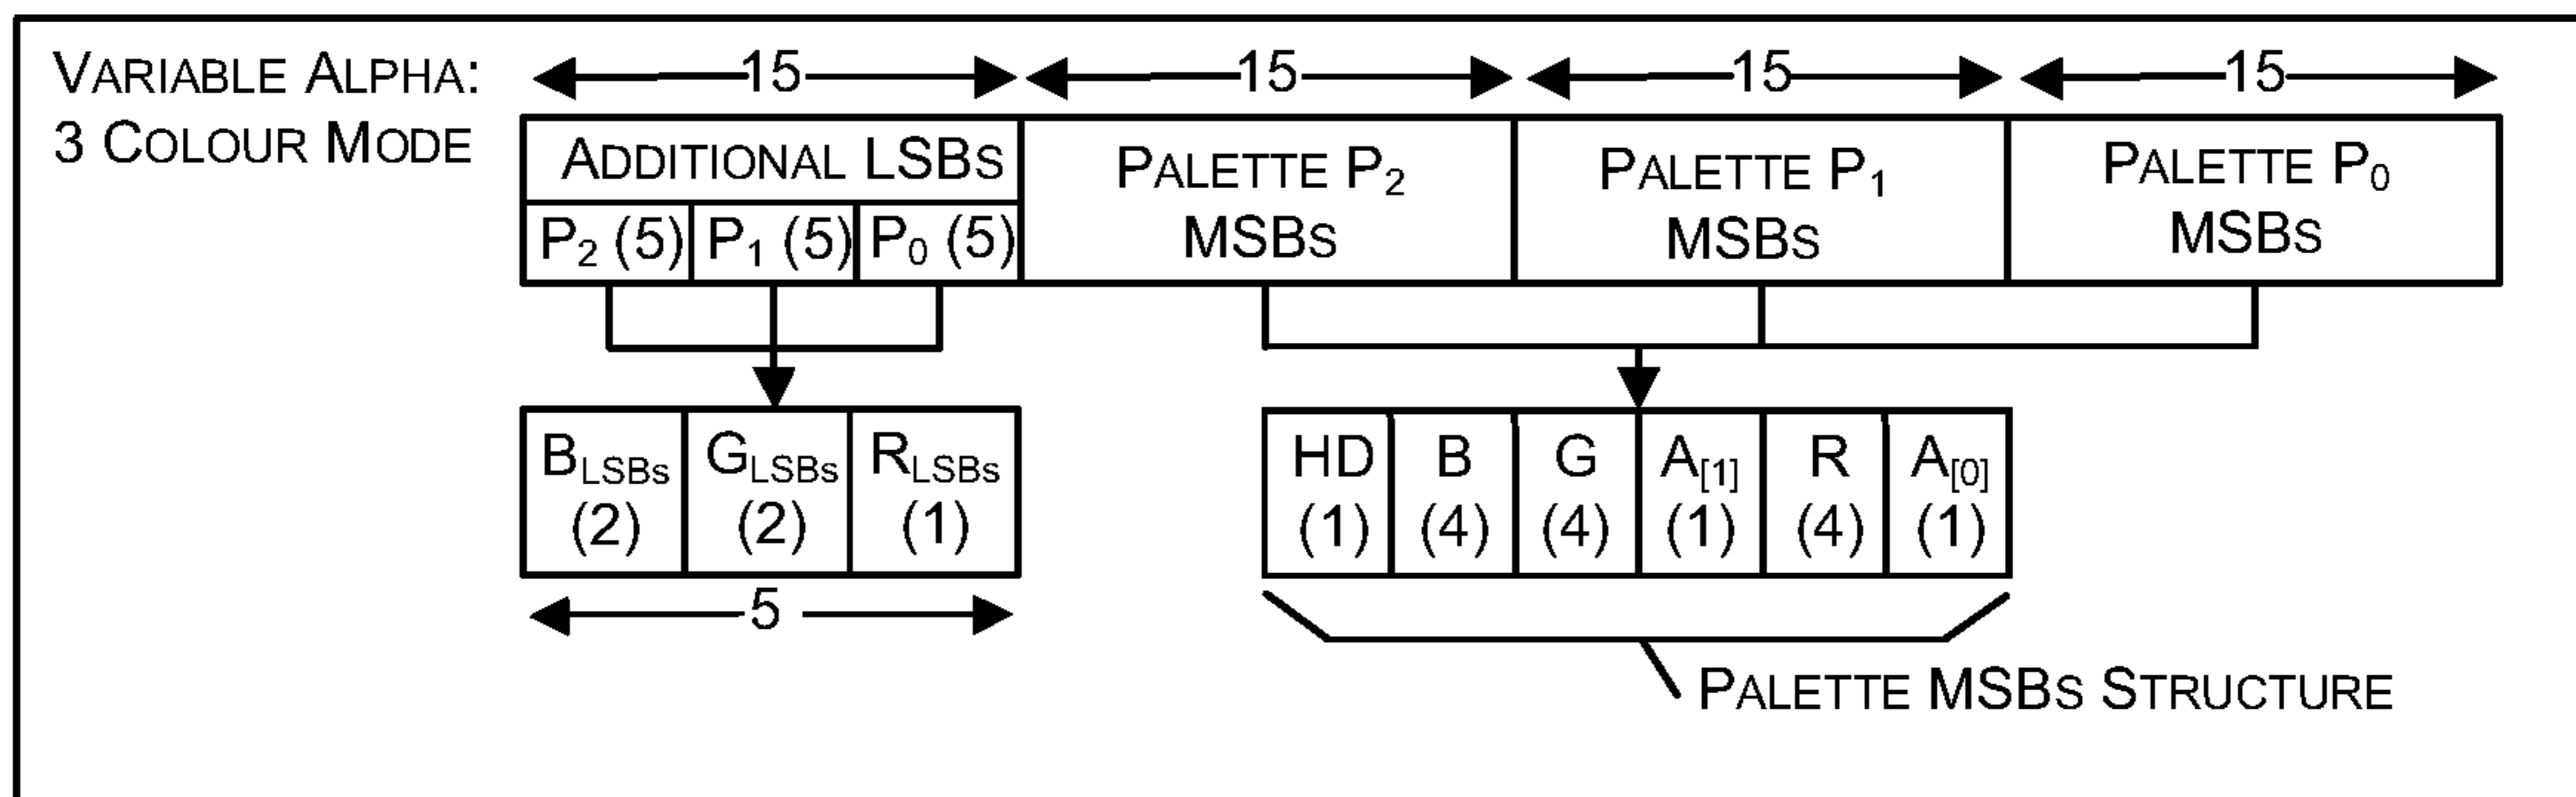 VARIABLE ALPHA:
3 COLOUR MODE
15 15 15 15
ADDITIONAL LSBs
P2 (5) P1 (5) P0 (5)
PALETTE P2
MSBs
PALETTE P1
MSBs
PALETTE P0
MSBs
BLSBs
(2)
GLSBs
(2)
RLSBs
(1)
5
HD
(1)
B
(4)
G
(4)
A[1]
(1)
R
(4)
A[0]
(1)
PALETTE MSBs STRUCTURE